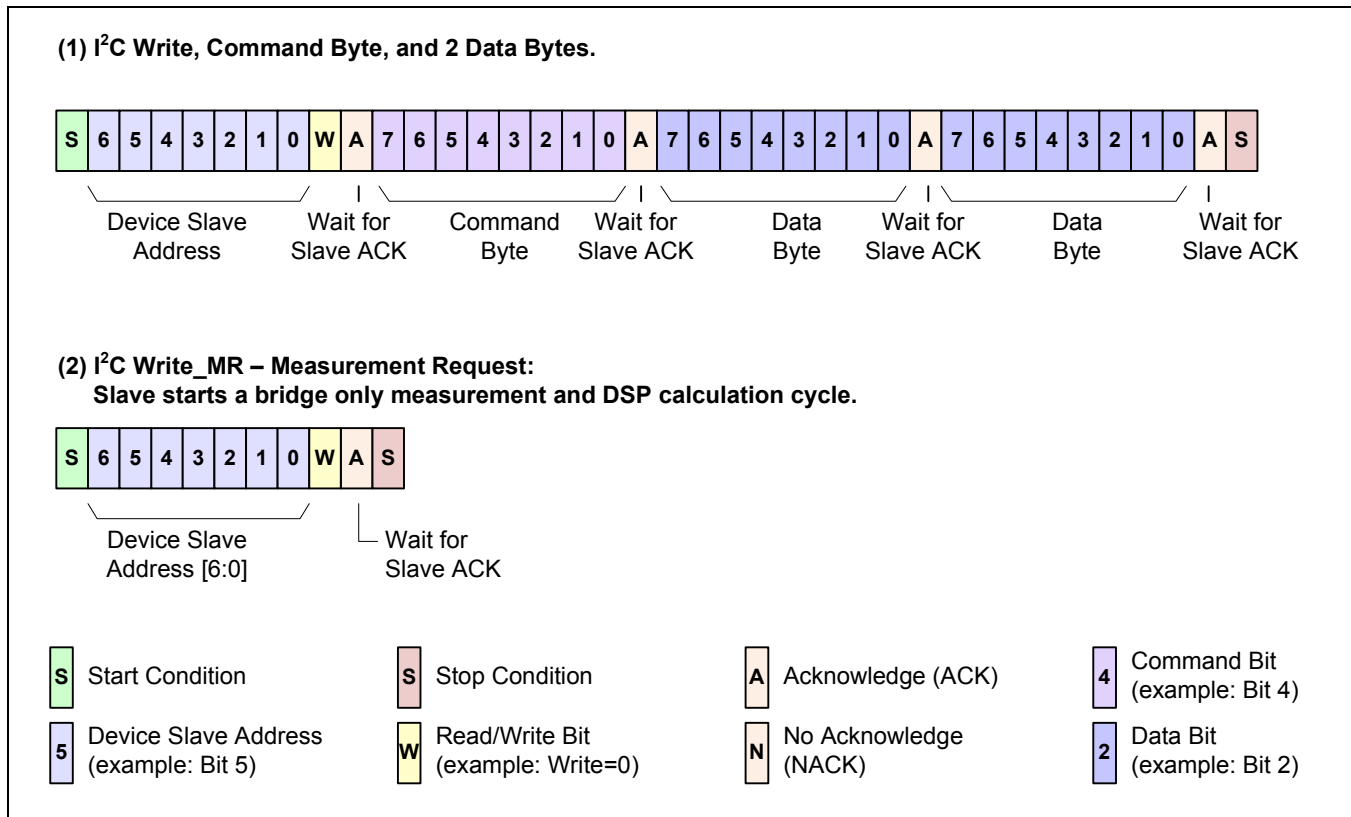 (1) I²C Write, Command Byte, and 2 Data Bytes.
S 6 5 4 3 2 1 0 W A 7 6 5 4 3 2 1 0 A 7 6 5 4 3 2 1 0 A 7 6 5 4 3 2 1 0 A S
Device Slave Wait for Command Wait for Data Wait for Data Wait for
Address Slave ACK Byte Slave ACK Byte Slave ACK Byte Slave ACK
(2) I²C Write_MR – Measurement Request:
Slave starts a bridge only measurement and DSP calculation cycle.
S 6 5 4 3 2 1 0 W A S
Device Slave Wait for
Address [6:0] Slave ACK
S Start Condition S Stop Condition A Acknowledge (ACK) 4 Command Bit
(example: Bit 4)
5 Device Slave Address W Read/Write Bit N No Acknowledge 2 Data Bit
(example: Bit 5) (example: Write=0) (NACK) (example: Bit 2)